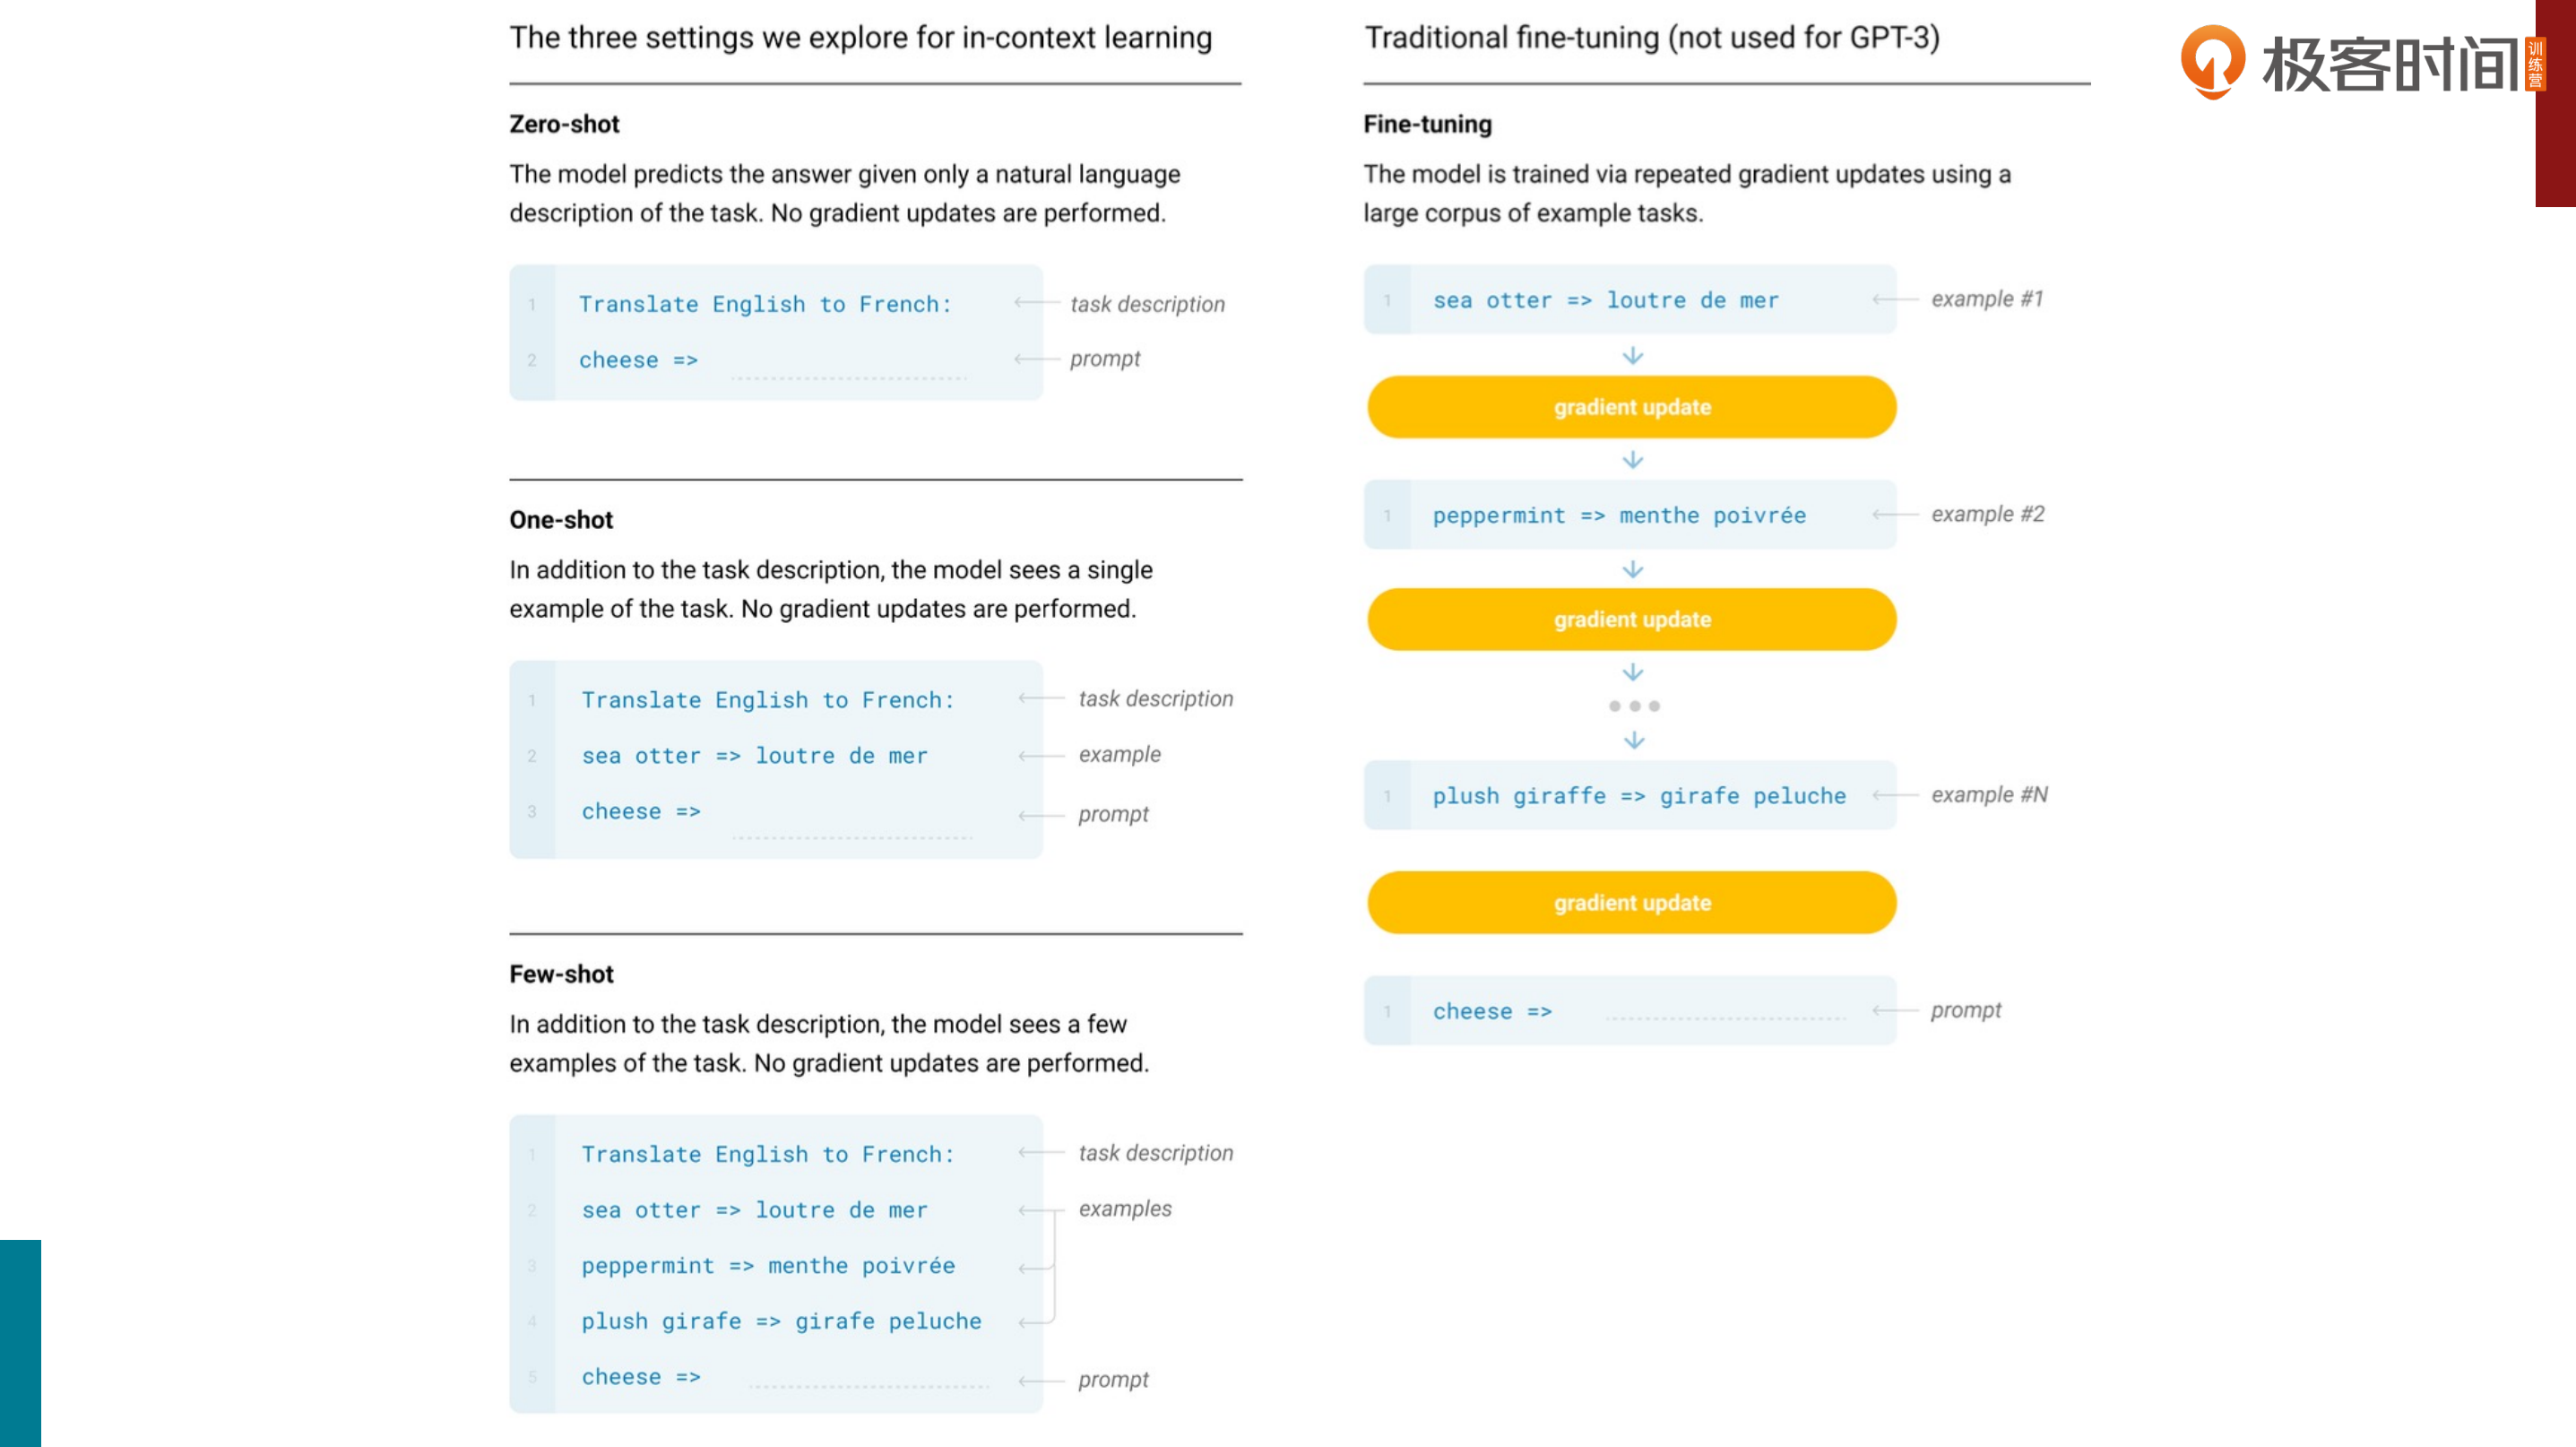 The three settings we explore for in-context learning
Zero-shot
The model predicts the answer given only a natural language
description of the task. No gradient updates are performed.
1 Translate English to French: task description
2 cheese => prompt
One-shot
In addition to the task description, the model sees a single
example of the task. No gradient updates are performed.
1 Translate English to French: task description
2 sea otter => loutre de mer example
3 cheese => prompt
Few-shot
In addition to the task description, the model sees a few
examples of the task. No gradient updates are performed.
1 Translate English to French: task description
2 sea otter => loutre de mer examples
3 peppermint => menthe poivrée
4 plush girafe => girafe peluche
5 cheese => prompt
Traditional fine-tuning (not used for GPT-3)
Fine-tuning
The model is trained via repeated gradient updates using a
large corpus of example tasks.
1 sea otter => loutre de mer example #1
gradient update
1 peppermint => menthe poivrée example #2
gradient update
1 plush giraffe => girafe peluche example #N
gradient update
1 cheese => prompt
极客时间 训练营